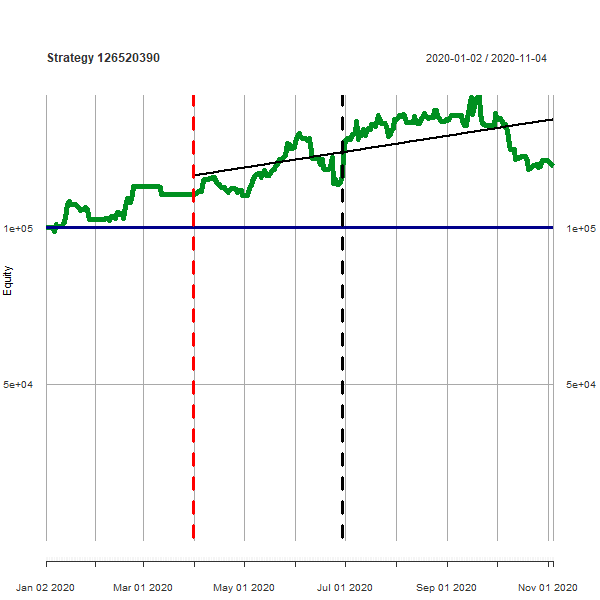 Strategy 126520390
2020-01-02 / 2020-11-04
1e+05
1e+05
Equity
5e+04
5e+04
Jan 02 2020
Mar 01 2020
May 01 2020
Jul 01 2020
Sep 01 2020
Nov 01 2020